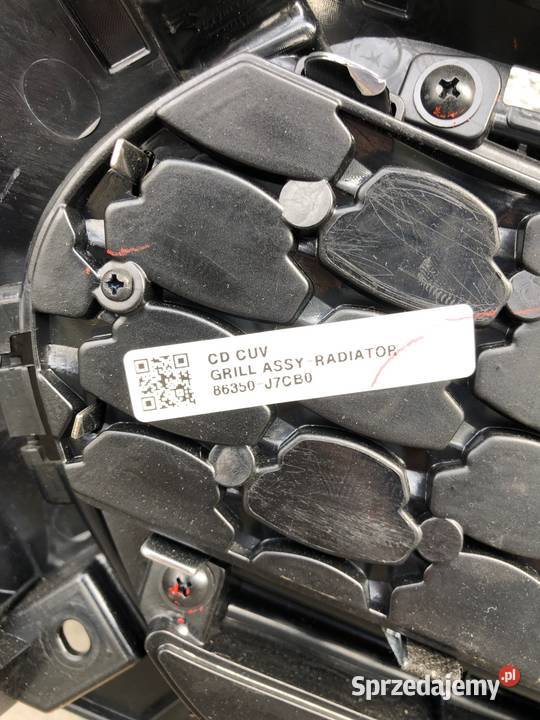 CD CUV
GRILL ASSY-RADIATOR
86350-J7CB0
Sprzedajemy.pl